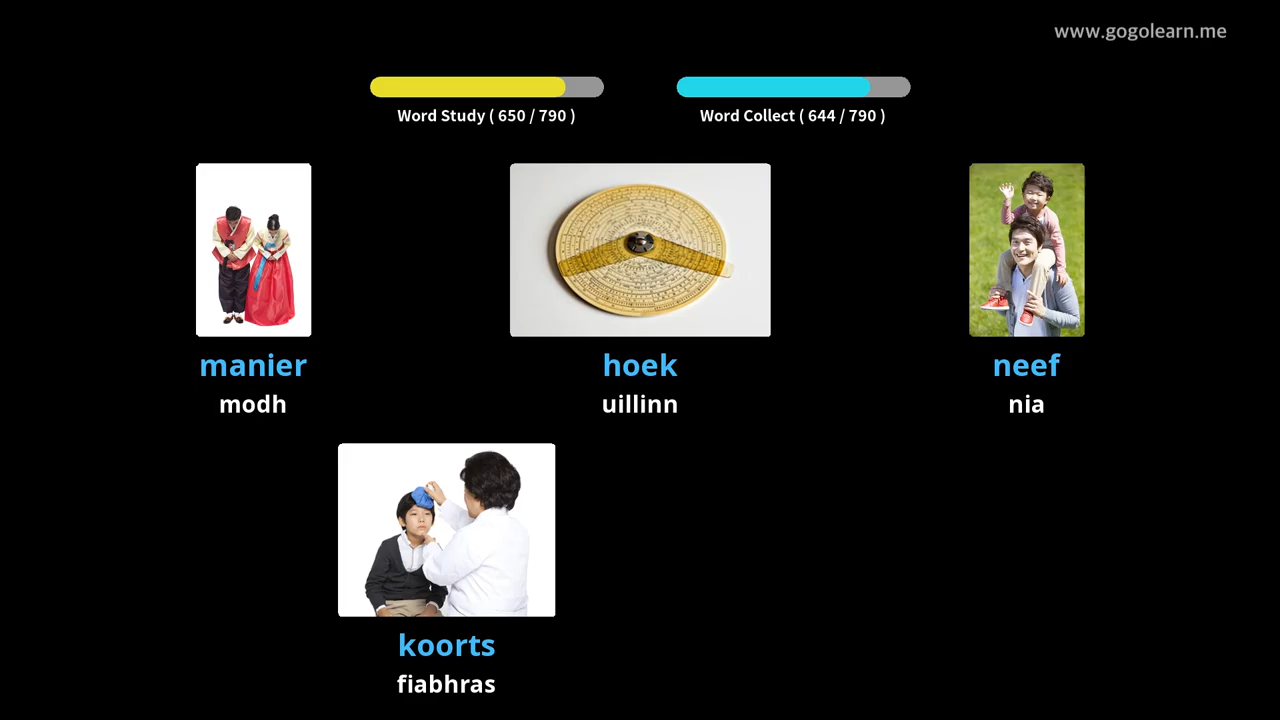 www.gogolearn.me
Word Study ( 650 / 790 )
Word Collect ( 644 / 790 )
manier
modh
hoek
uillinn
neef
nia
koorts
fiabhras